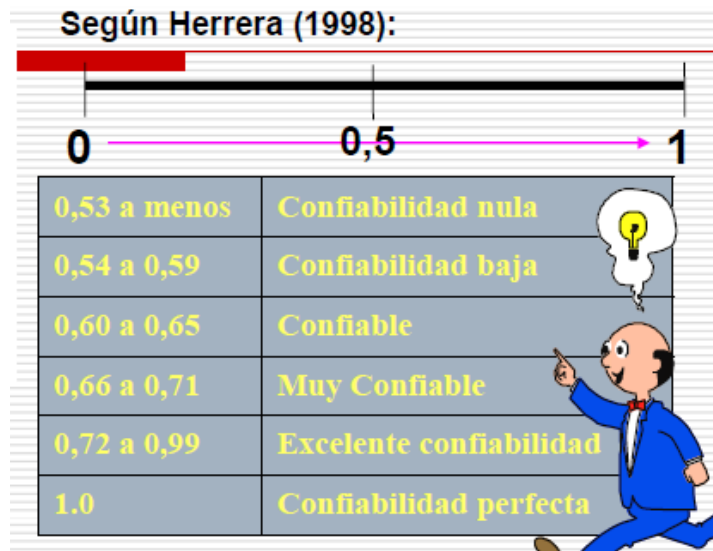 Según Herrera (1998):
0 0,5 1
0,53 a menos Confiabilidad nula
0,54 a 0,59 Confiabilidad baja
0,60 a 0,65 Confiable
0,66 a 0,71 Muy Confiable
0,72 a 0,99 Excelente confiabilidad
1.0 Confiabilidad perfecta